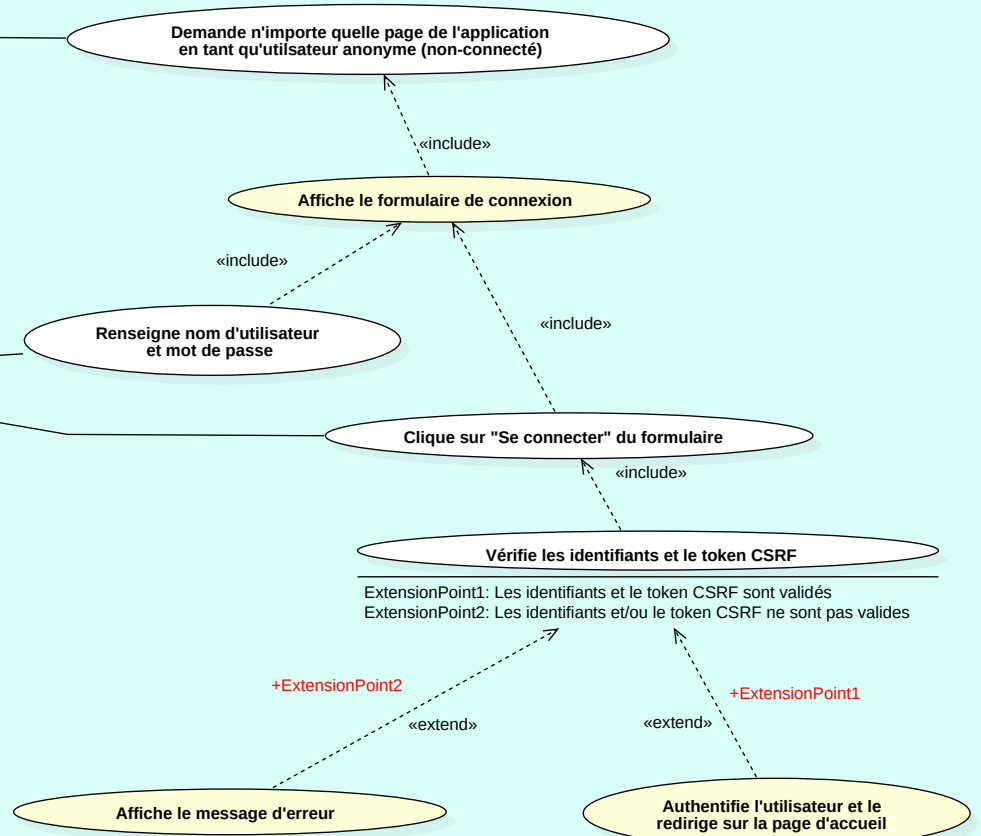 Demande n'importe quelle page de l'application
en tant qu'utilsateur anonyme (non-connecté)
«include»
Affiche le formulaire de connexion
«include»
«include»
Renseigne nom d'utilisateur
et mot de passe
Clique sur "Se connecter" du formulaire
«include»
Vérifie les identifiants et le token CSRF
ExtensionPoint1: Les identifiants et le token CSRF sont validés
ExtensionPoint2: Les identifiants et/ou le token CSRF ne sont pas valides
+ExtensionPoint2
+ExtensionPoint1
«extend»
«extend»
Affiche le message d'erreur
Authentifie l'utilisateur et le
redirige sur la page d'accueil